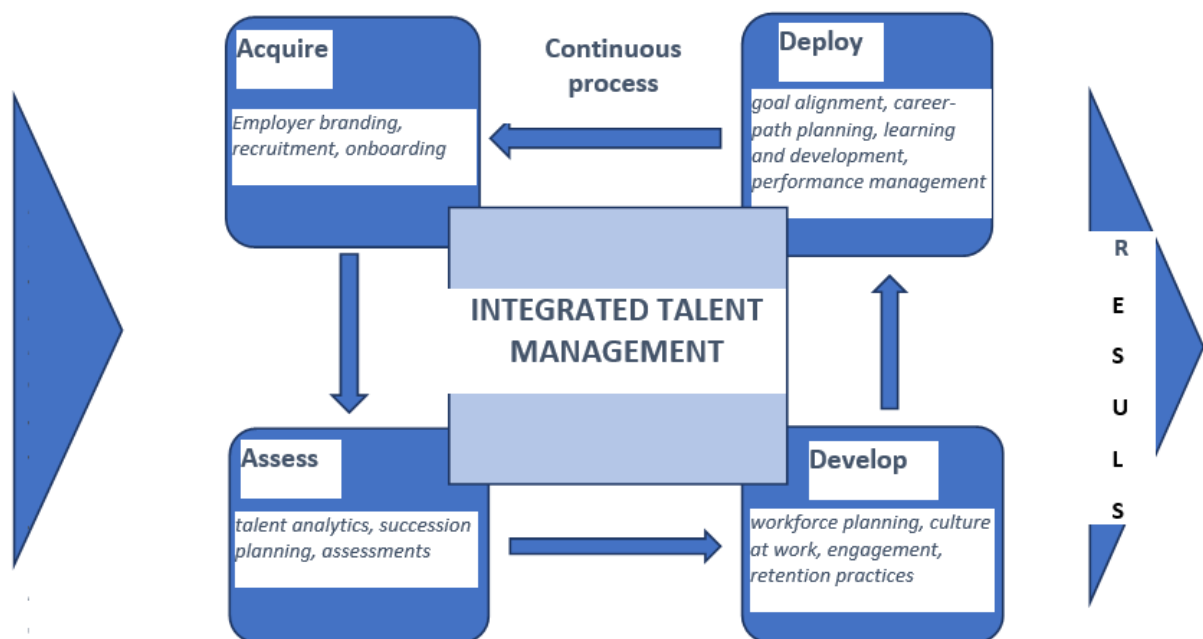 Acquire
Employer branding,
recruitment, onboarding
Continuous
process
Deploy
goal alignment, career-
path planning, learning
and development,
performance management
INTEGRATED TALENT
MANAGEMENT
Assess
talent analytics, succession
planning, assessments
Develop
workforce planning, culture
at work, engagement,
retention practices
R
E
S
U
L
S